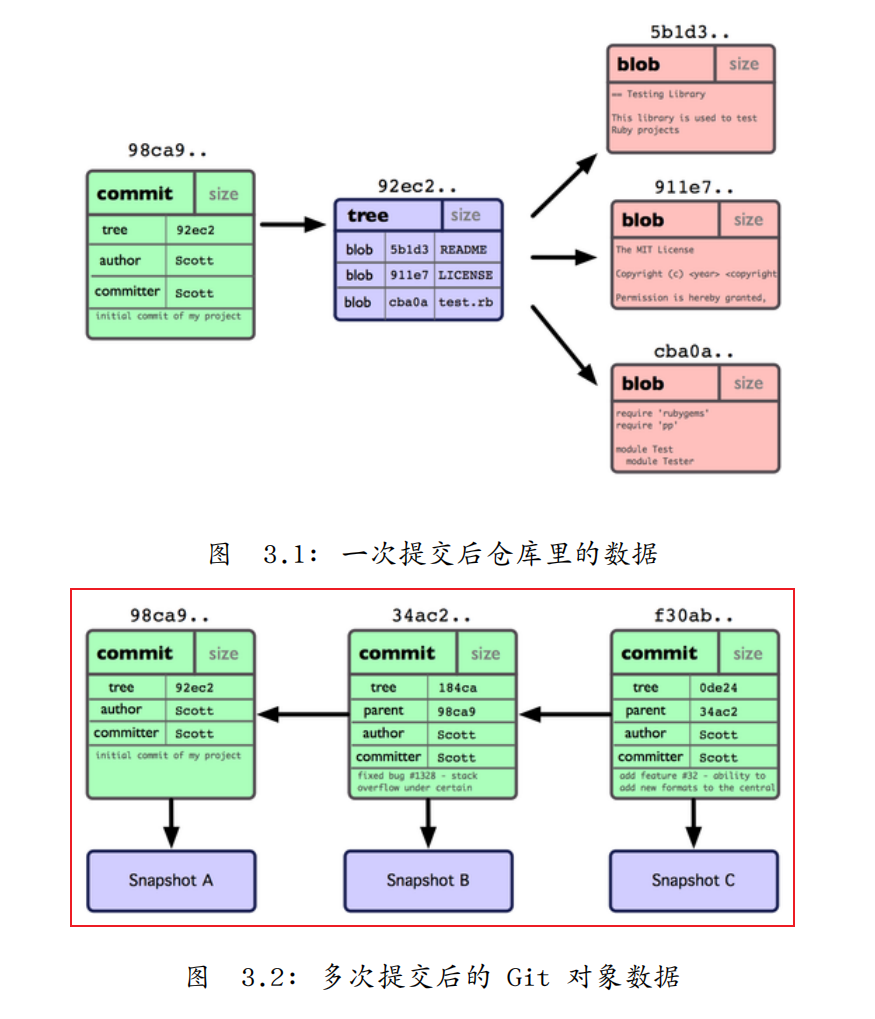 5b1d3..
blob size
== Testing Library
This library is used to test
Ruby projects
98ca9..
commit size
tree 92ec2
author Scott
committer Scott
initial commit of my project
92ec2..
tree size
blob 5b1d3 README
blob 911e7 LICENSE
blob cba0a test.rb
911e7..
blob size
The MIT License
Copyright (c) <year> <copyright
Permission is hereby granted,
cba0a..
blob size
require 'rubygems'
require 'pp'
module Test
module Tester
图 3.1: 一次提交后仓库里的数据
98ca9..
commit size
tree 92ec2
author Scott
committer Scott
initial commit of my project
Snapshot A
34ac2..
commit size
tree 184ca
parent 98ca9
author Scott
committer Scott
fixed bug #1328 - stack
overflow under certain
Snapshot B
f30ab..
commit size
tree 0de24
parent 34ac2
author Scott
committer Scott
add feature #32 - ability to
add new formats to the central
Snapshot C
图 3.2: 多次提交后的 Git 对象数据